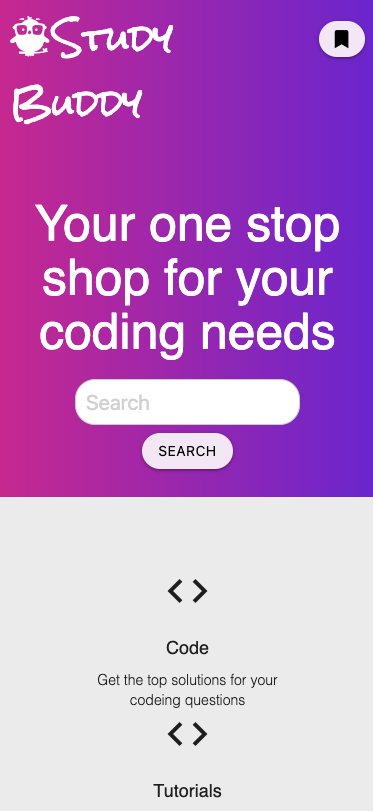 Study
Buddy
Your one stop
shop for your
coding needs
Search
SEARCH
Code
Get the top solutions for your
codeing questions
Tutorials